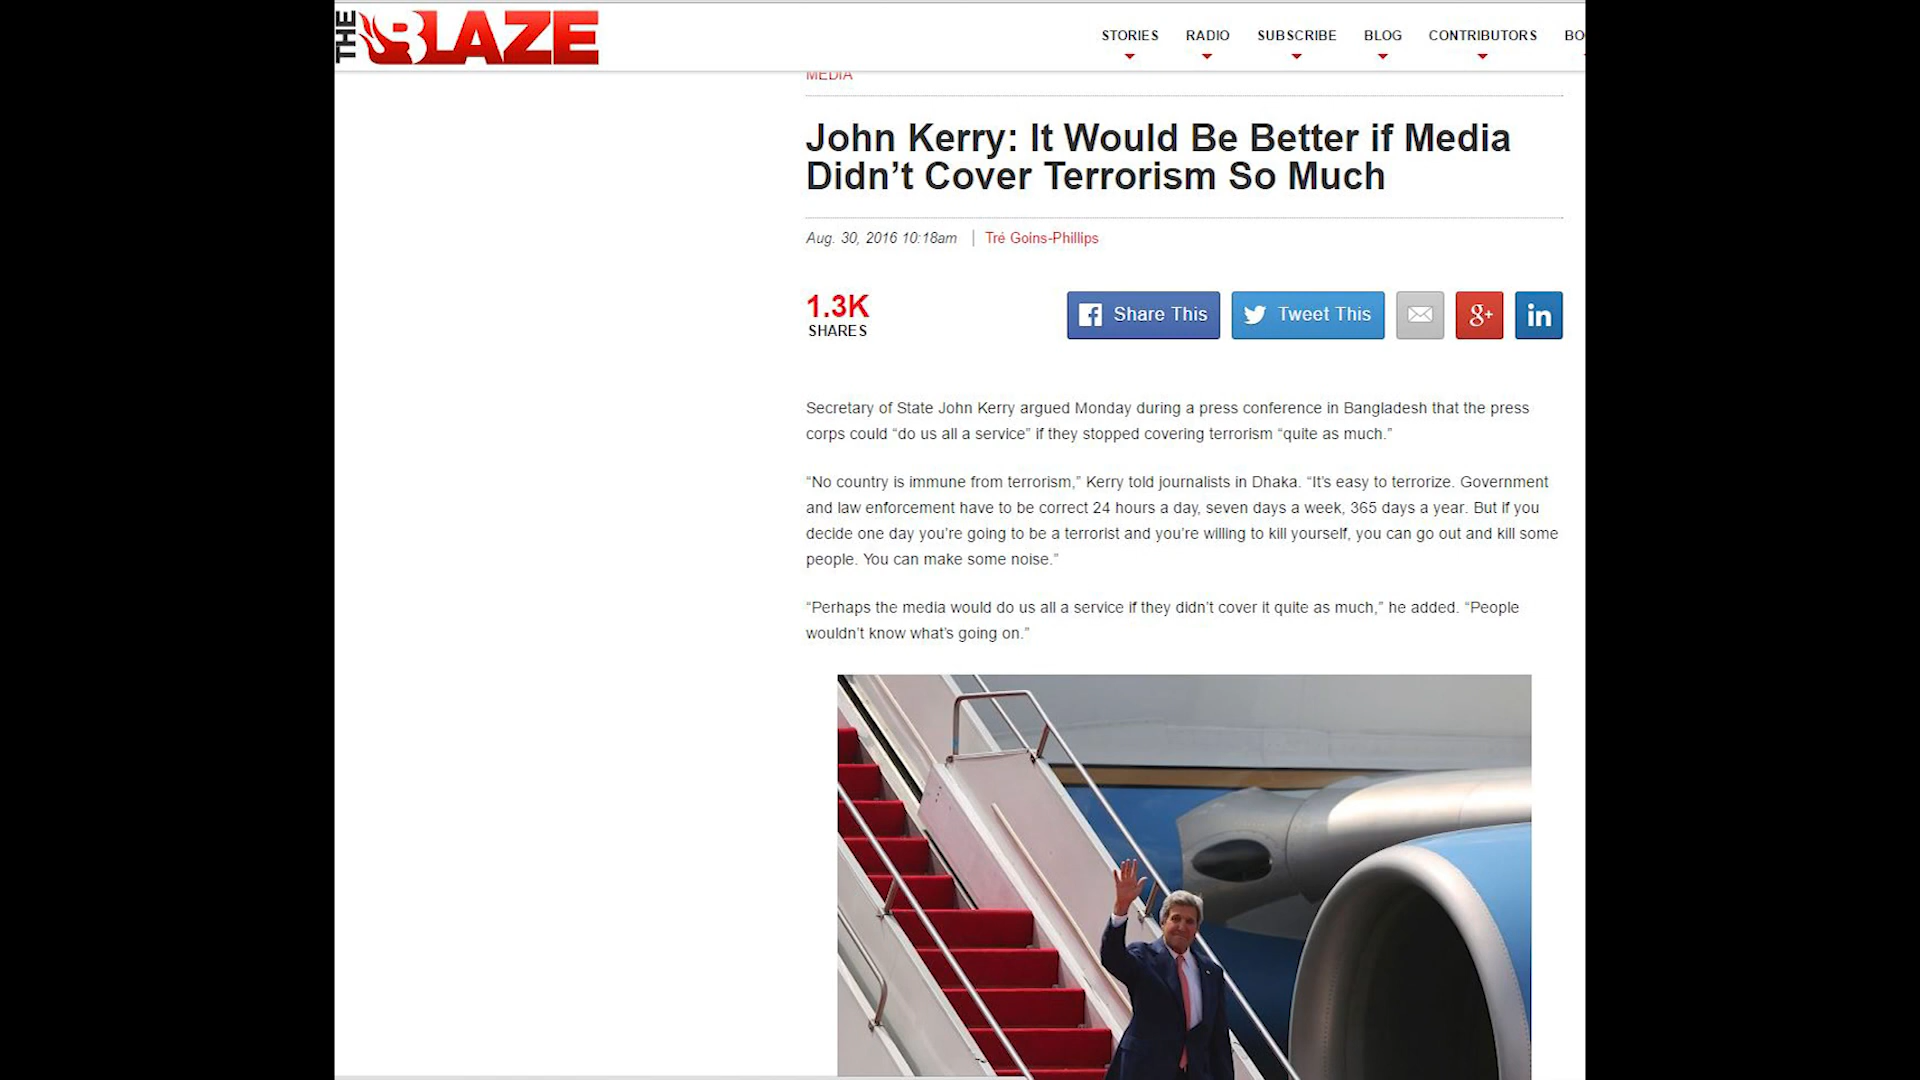 THE BLAZE
STORIES RADIO SUBSCRIBE BLOG CONTRIBUTORS BO
MEDIA
John Kerry: It Would Be Better if Media
Didn’t Cover Terrorism So Much
Aug. 30, 2016 10:18am | Tré Goins-Phillips
1.3K
SHARES
Share This
Tweet This
g+
in
Secretary of State John Kerry argued Monday during a press conference in Bangladesh that the press
corps could “do us all a service” if they stopped covering terrorism “quite as much.”
“No country is immune from terrorism,” Kerry told journalists in Dhaka. “It’s easy to terrorize. Government
and law enforcement have to be correct 24 hours a day, seven days a week, 365 days a year. But if you
decide one day you’re going to be a terrorist and you’re willing to kill yourself, you can go out and kill some
people. You can make some noise.”
“Perhaps the media would do us all a service if they didn’t cover it quite as much,” he added. “People
wouldn’t know what’s going on.”